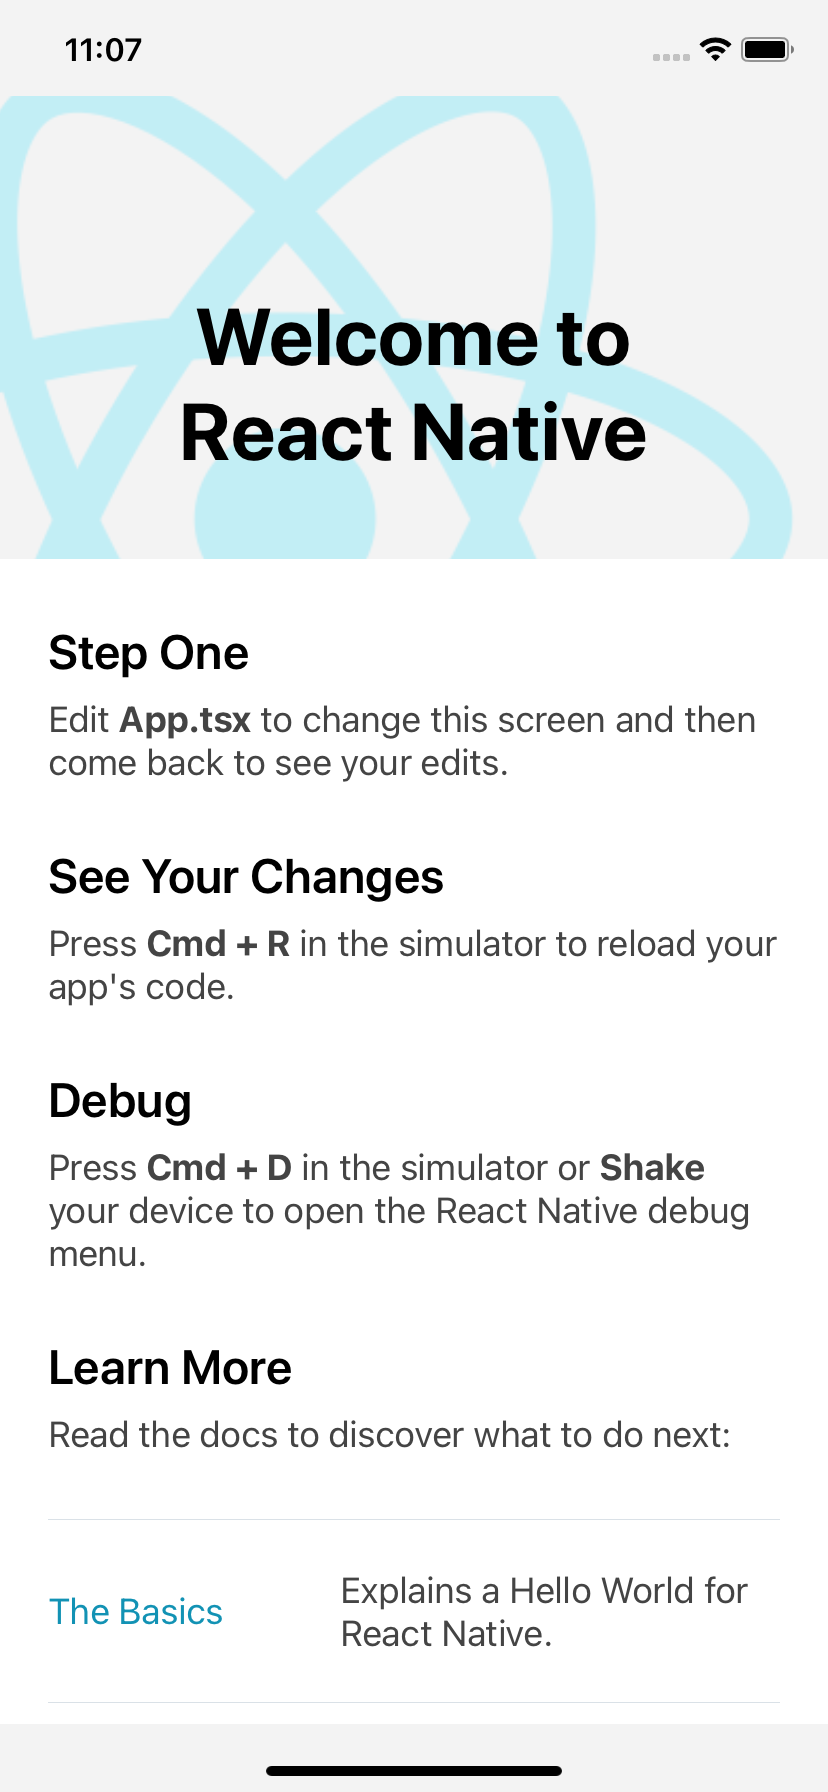 11:07
Welcome to
React Native
Step One
Edit App.tsx to change this screen and then
come back to see your edits.
See Your Changes
Press Cmd + R in the simulator to reload your
app's code.
Debug
Press Cmd + D in the simulator or Shake
your device to open the React Native debug
menu.
Learn More
Read the docs to discover what to do next:
The Basics
Explains a Hello World for
React Native.